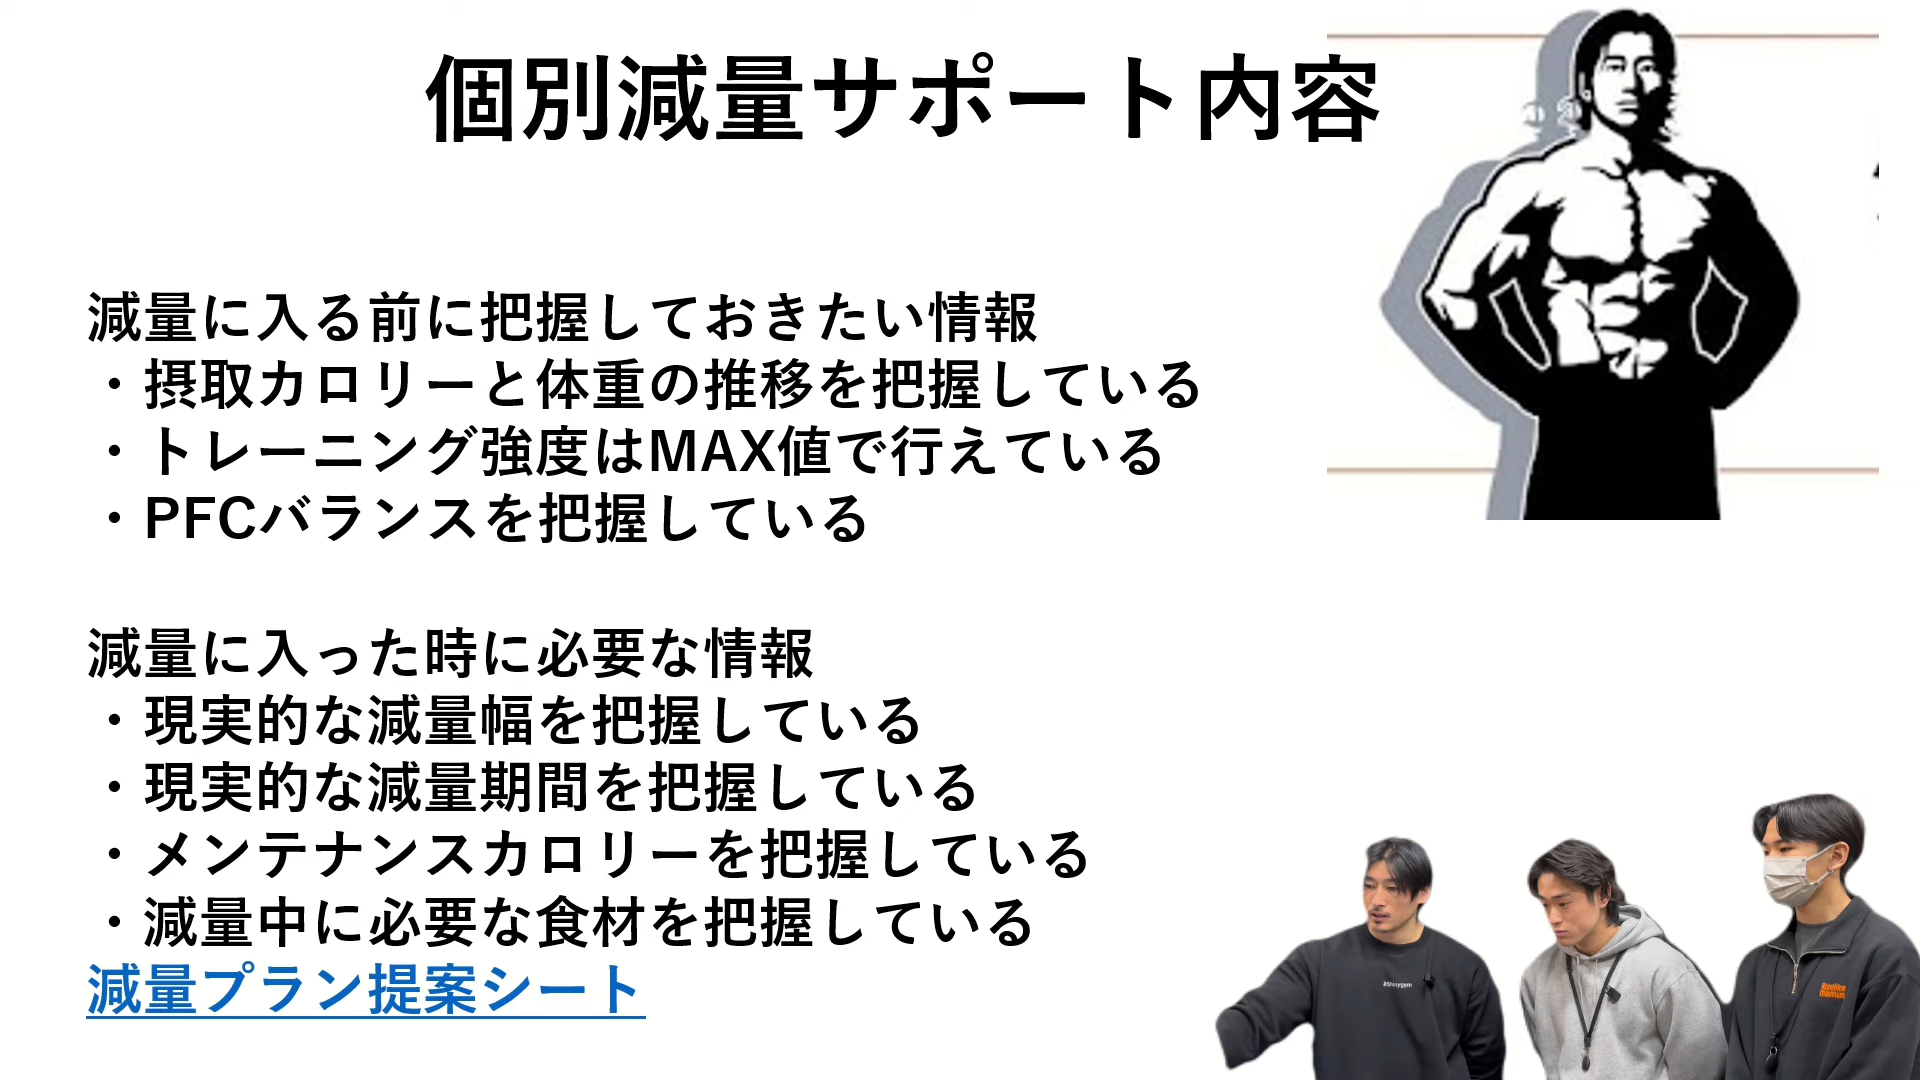 個別減量サポート内容
減量に入る前に把握しておきたい情報
・摂取カロリーと体重の推移を把握している
・トレーニング強度はMAX値で行えている
・PFCバランスを把握している
減量に入った時に必要な情報
・現実的な減量幅を把握している
・現実的な減量期間を把握している
・メンテナンスカロリーを把握している
・減量中に必要な食材を把握している
減量プラン提案シート
#Shinygym